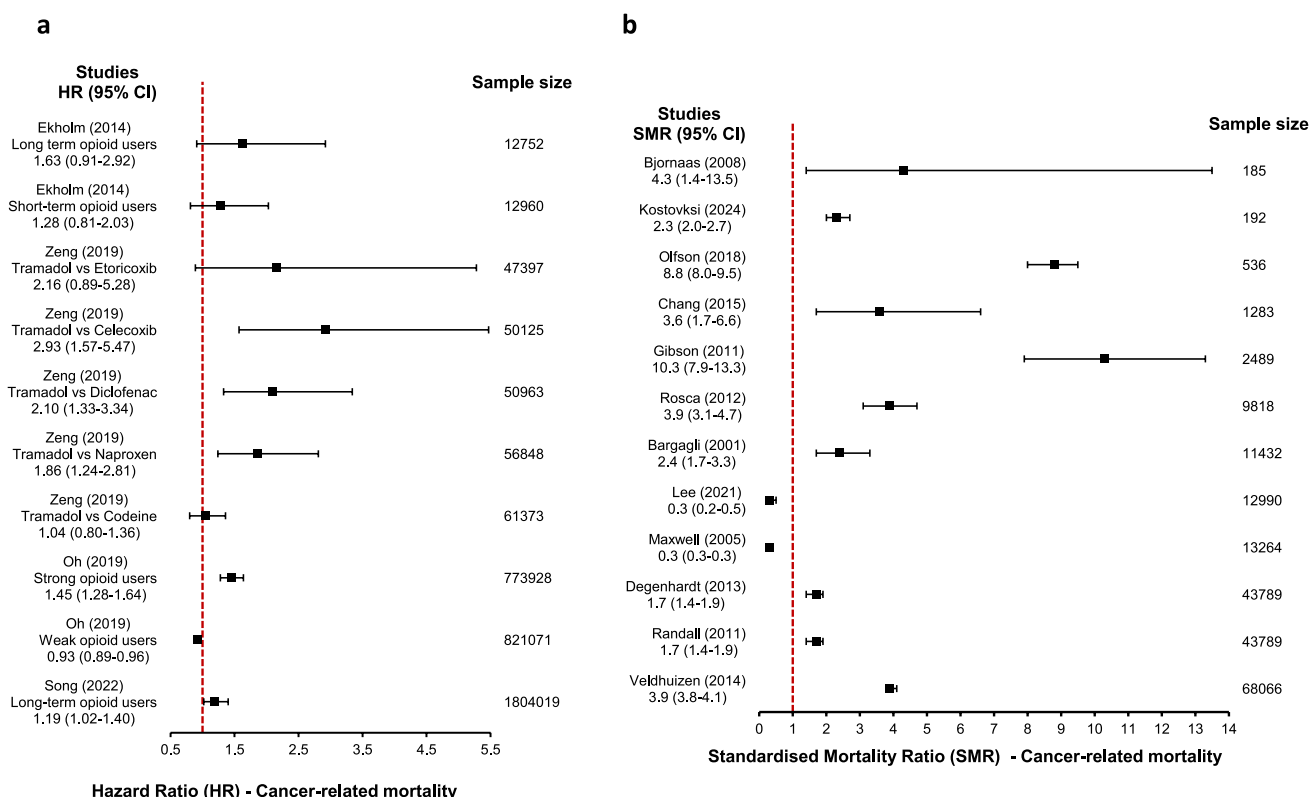 a
Studies
HR (95% CI)
Sample size
Ekholm (2014)
Long term opioid users
1.63 (0.91-2.92)
12752
Ekholm (2014)
Short-term opioid users
1.28 (0.81-2.03)
12960
Zeng (2019)
Tramadol vs Etoricoxib
2.16 (0.89-5.28)
47397
Zeng (2019)
Tramadol vs Celecoxib
2.93 (1.57-5.47)
50125
Zeng (2019)
Tramadol vs Diclofenac
2.10 (1.33-3.34)
50963
Zeng (2019)
Tramadol vs Naproxen
1.86 (1.24-2.81)
56848
Zeng (2019)
Tramadol vs Codeine
1.04 (0.80-1.36)
61373
Oh (2019)
Strong opioid users
1.45 (1.28-1.64)
773928
Oh (2019)
Weak opioid users
0.93 (0.89-0.96)
821071
Song (2022)
Long-term opioid users
1.19 (1.02-1.40)
1804019
0.5 1.5 2.5 3.5 4.5 5.5
Hazard Ratio (HR) - Cancer-related mortality
b
Studies
SMR (95% CI)
Sample size
Bjornaas (2008)
4.3 (1.4-13.5)
185
Kostovksi (2024)
2.3 (2.0-2.7)
192
Olfson (2018)
8.8 (8.0-9.5)
536
Chang (2015)
3.6 (1.7-6.6)
1283
Gibson (2011)
10.3 (7.9-13.3)
2489
Rosca (2012)
3.9 (3.1-4.7)
9818
Bargagli (2001)
2.4 (1.7-3.3)
11432
Lee (2021)
0.3 (0.2-0.5)
12990
Maxwell (2005)
0.3 (0.3-0.3)
13264
Degenhardt (2013)
1.7 (1.4-1.9)
43789
Randall (2011)
1.7 (1.4-1.9)
43789
Veldhuizen (2014)
3.9 (3.8-4.1)
68066
0 1 2 3 4 5 6 7 8 9 10 11 12 13 14
Standardised Mortality Ratio (SMR) - Cancer-related mortality